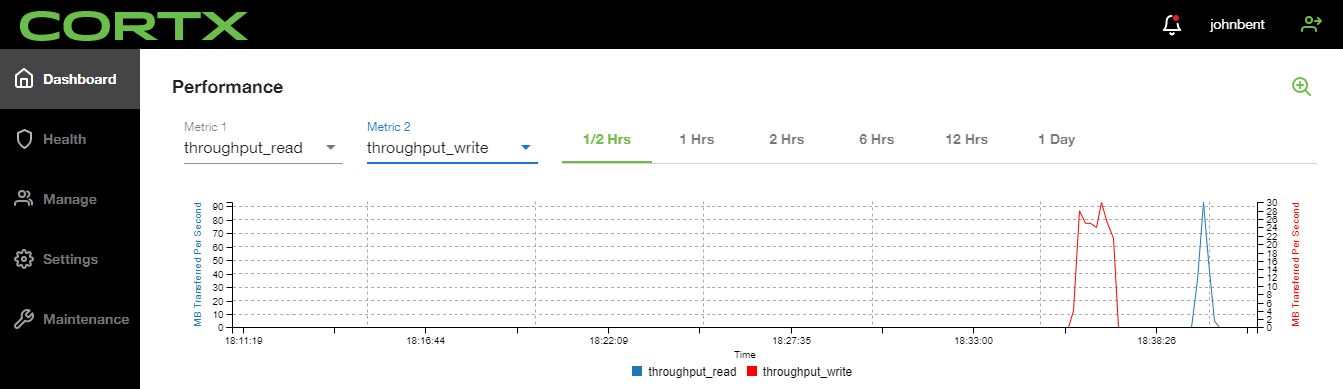 CORTX
johnbent
Dashboard
Health
Manage
Settings
Maintenance
Performance
Metric 1
throughput_read
Metric 2
throughput_write
1/2 Hrs
1 Hrs
2 Hrs
6 Hrs
12 Hrs
1 Day
MB Transferred Per Second
90
80
70
60
50
40
30
20
10
0
30
28
26
24
22
20
18
16
14
12
10
8
6
4
2
0
MB Transferred Per Second
18:11:19 18:16:44 18:22:09 18:27:35 18:33:00 18:38:26
Time
throughput_read throughput_write